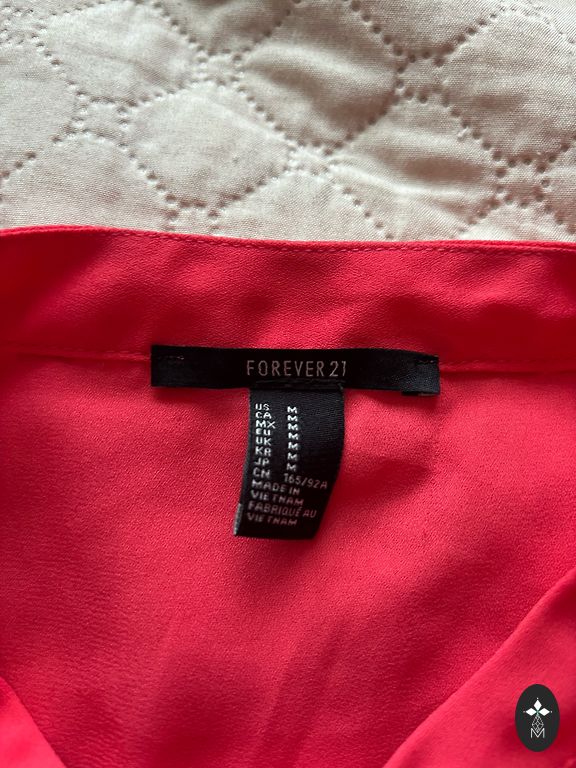 FOREVER 21
US M
CA M
MX M
EU M
UK M
KR M
JP M
CN 165/92A
MADE IN
VIETNAM
FABRIQUÉ AU
VIETNAM
M